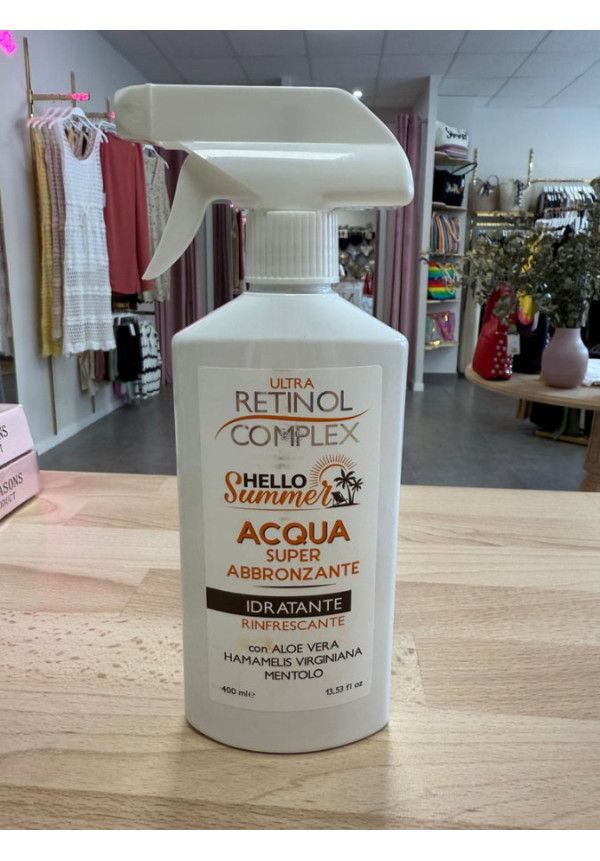 ULTRA
RETINOL
COMPLEX
HELLO
Summer
ACQUA
SUPER
ABBRONZANTE
IDRATANTE
RINFRESCANTE
con ALOE VERA
HAMAMELIS VIRGINIANA
MENTOLO
400 ml℮ 13,53 fl oz